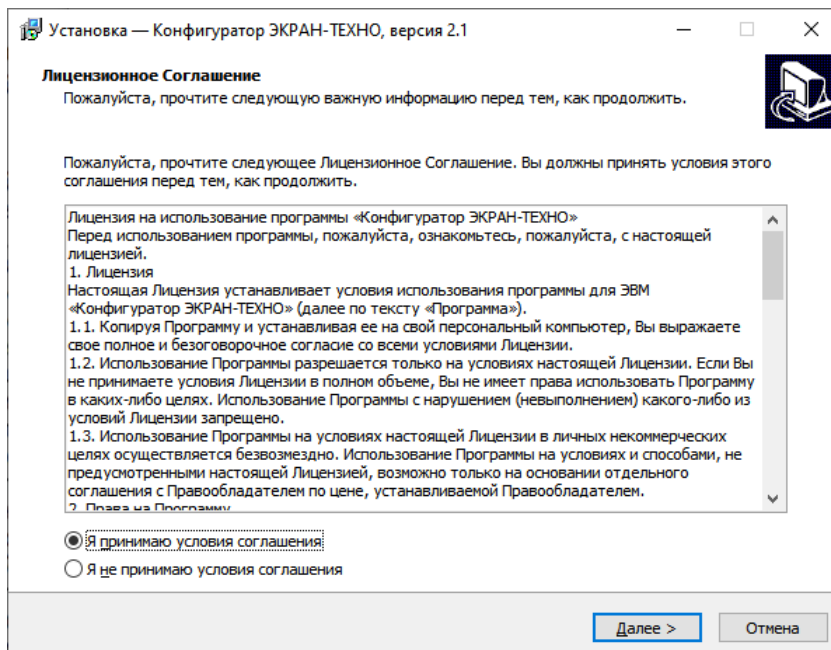 Установка — Конфигуратор ЭКРАН-ТЕХНО, версия 2.1
Лицензионное Соглашение
Пожалуйста, прочтите следующую важную информацию перед тем, как продолжить.
Пожалуйста, прочтите следующее Лицензионное Соглашение. Вы должны принять условия этого
соглашения перед тем, как продолжить.
Лицензия на использование программы «Конфигуратор ЭКРАН-ТЕХНО»
Перед использованием программы, пожалуйста, ознакомьтесь, пожалуйста, с настоящей
лицензией.
1. Лицензия
Настоящая Лицензия устанавливает условия использования программы для ЭВМ
«Конфигуратор ЭКРАН-ТЕХНО» (далее по тексту «Программа»).
1.1. Копируя Программу и устанавливая ее на свой персональный компьютер, Вы выражаете
свое полное и безоговорочное согласие со всеми условиями Лицензии.
1.2. Использование Программы разрешается только на условиях настоящей Лицензии. Если Вы
не принимаете условия Лицензии в полном объеме, Вы не имеет права использовать Программу
в каких-либо целях. Использование Программы с нарушением (невыполнением) какого-либо из
условий Лицензии запрещено.
1.3. Использование Программы на условиях настоящей Лицензии в личных некоммерческих
целях осуществляется безвозмездно. Использование Программы на условиях и способами, не
предусмотренными настоящей Лицензией, возможно только на основании отдельного
соглашения с Правообладателем по цене, устанавливаемой Правообладателем.
2. Права на Программу
Я принимаю условия соглашения
Я не принимаю условия соглашения
Далее >
Отмена